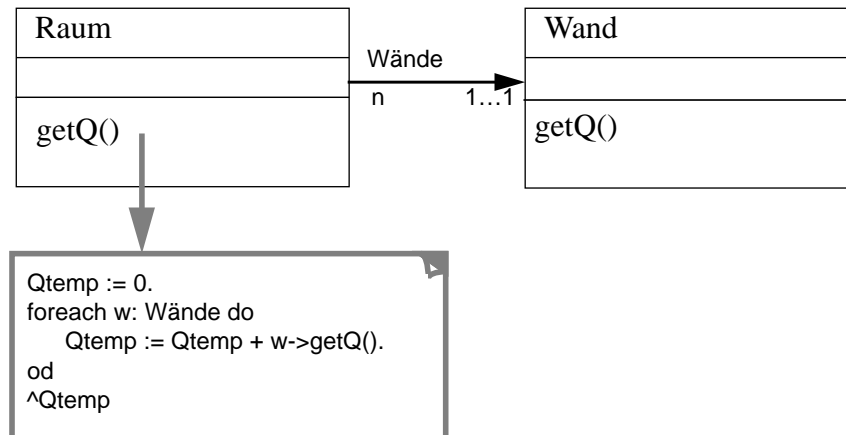 Raum
Wand
Wände
n 1…1
getQ()
getQ()
Qtemp := 0.
foreach w: Wände do
Qtemp := Qtemp + w->getQ().
od
^Qtemp